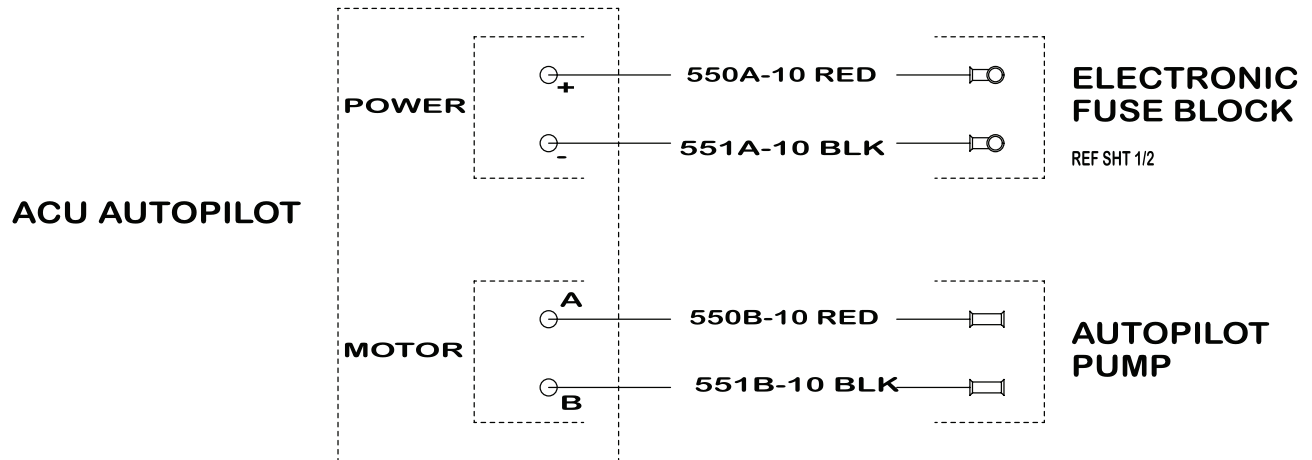 ACU AUTOPILOT
POWER
+
-
550A-10 RED
551A-10 BLK
ELECTRONIC
FUSE BLOCK
REF SHT 1/2
MOTOR
A
B
550B-10 RED
551B-10 BLK
AUTOPILOT
PUMP